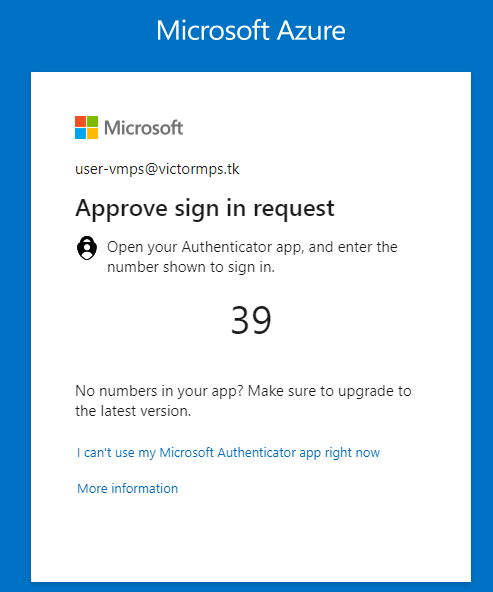 Microsoft Azure
Microsoft
user-vmps@victormps.tk
Approve sign in request
Open your Authenticator app, and enter the
number shown to sign in.
39
No numbers in your app? Make sure to upgrade to
the latest version.
I can't use my Microsoft Authenticator app right now
More information